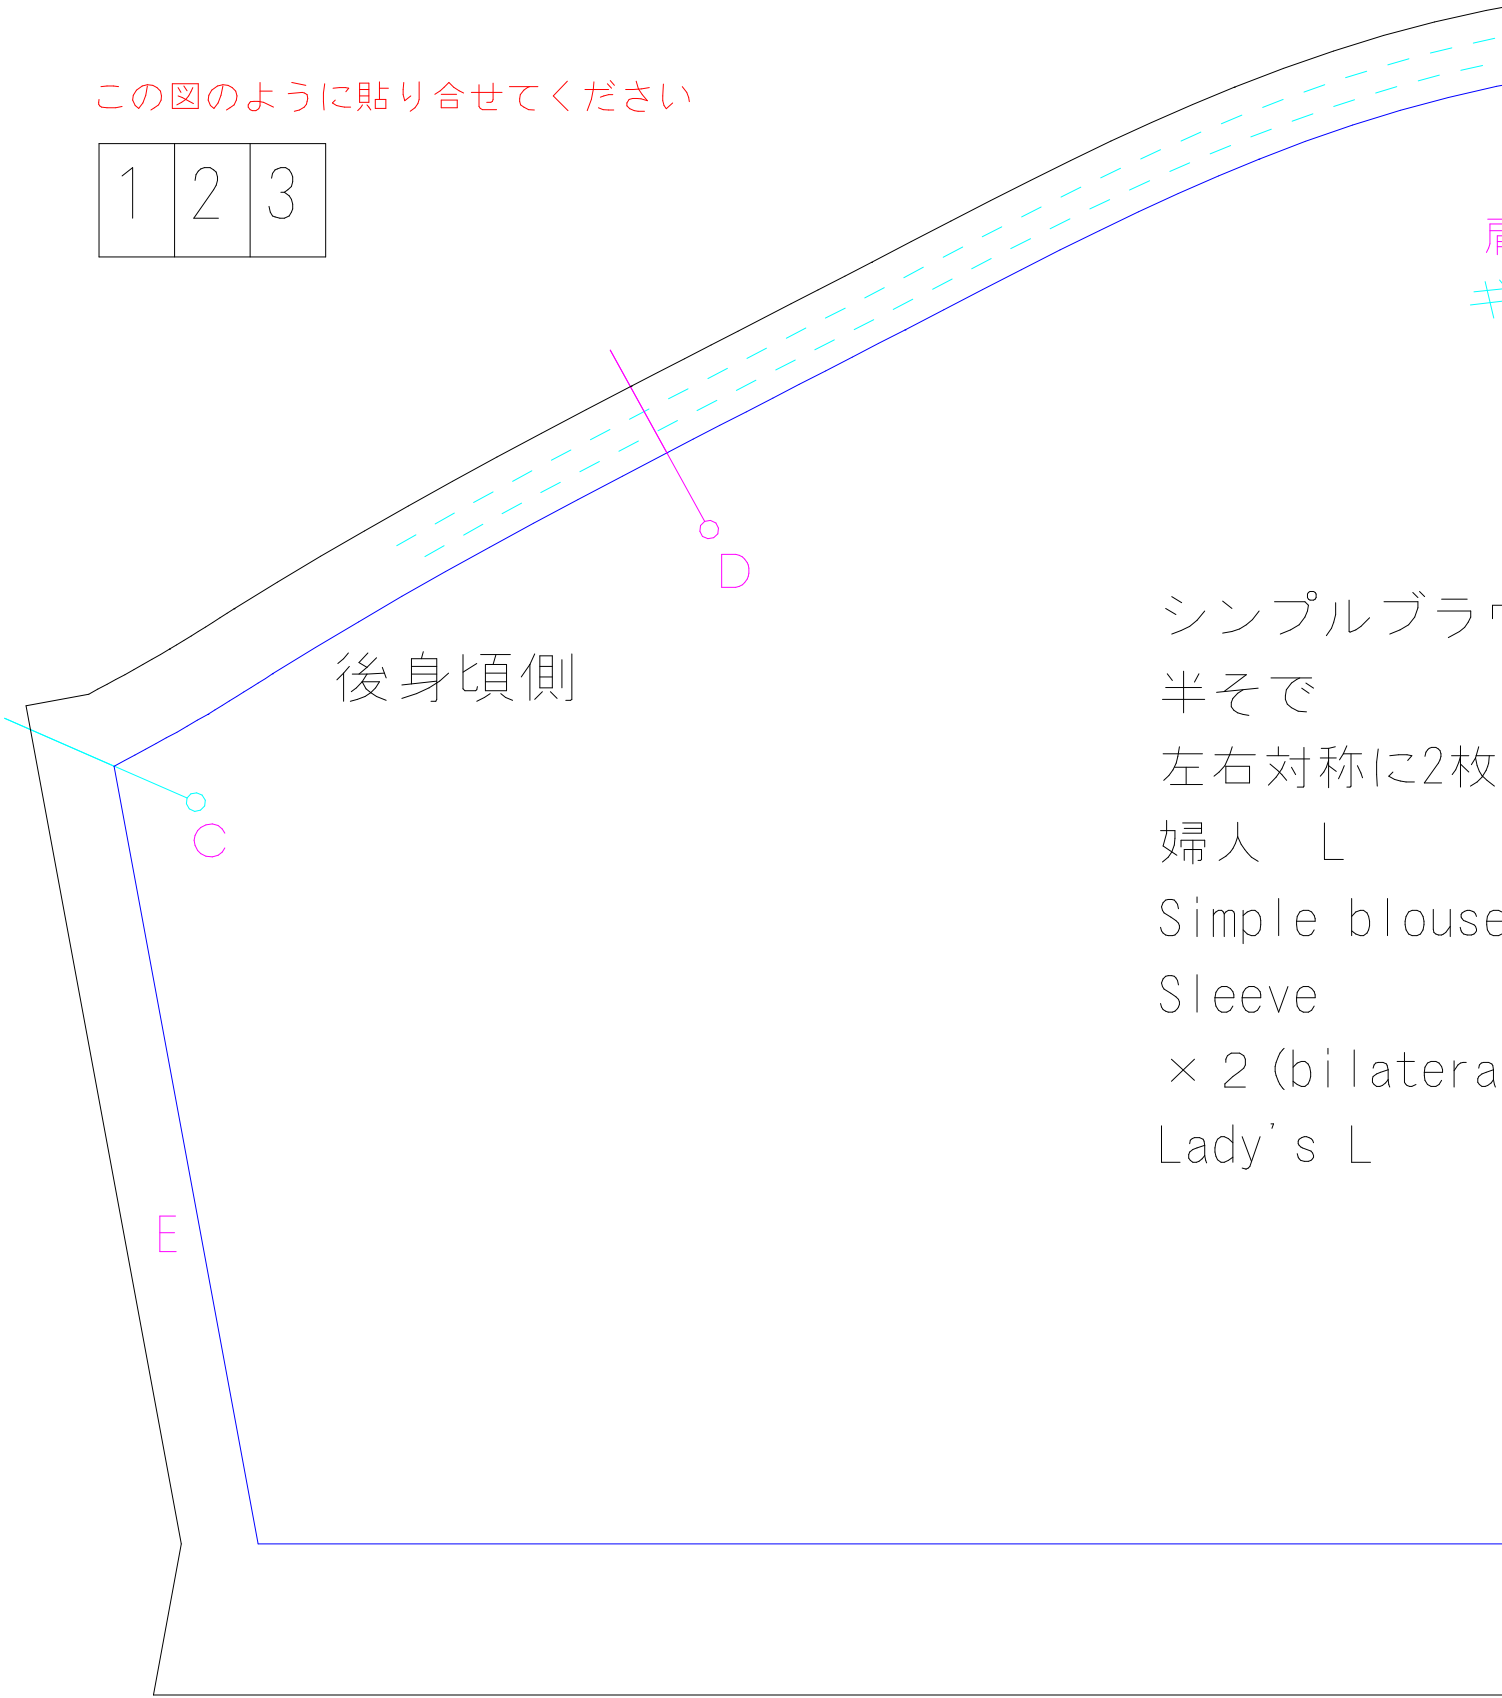 この図のように貼り合せてください
1 2 3
D
後身頃側
C
シンプルブラ
半そで
左右対称に2枚
婦人 L
Simple blouse
Sleeve
×2(bilatera
Lady's L
E